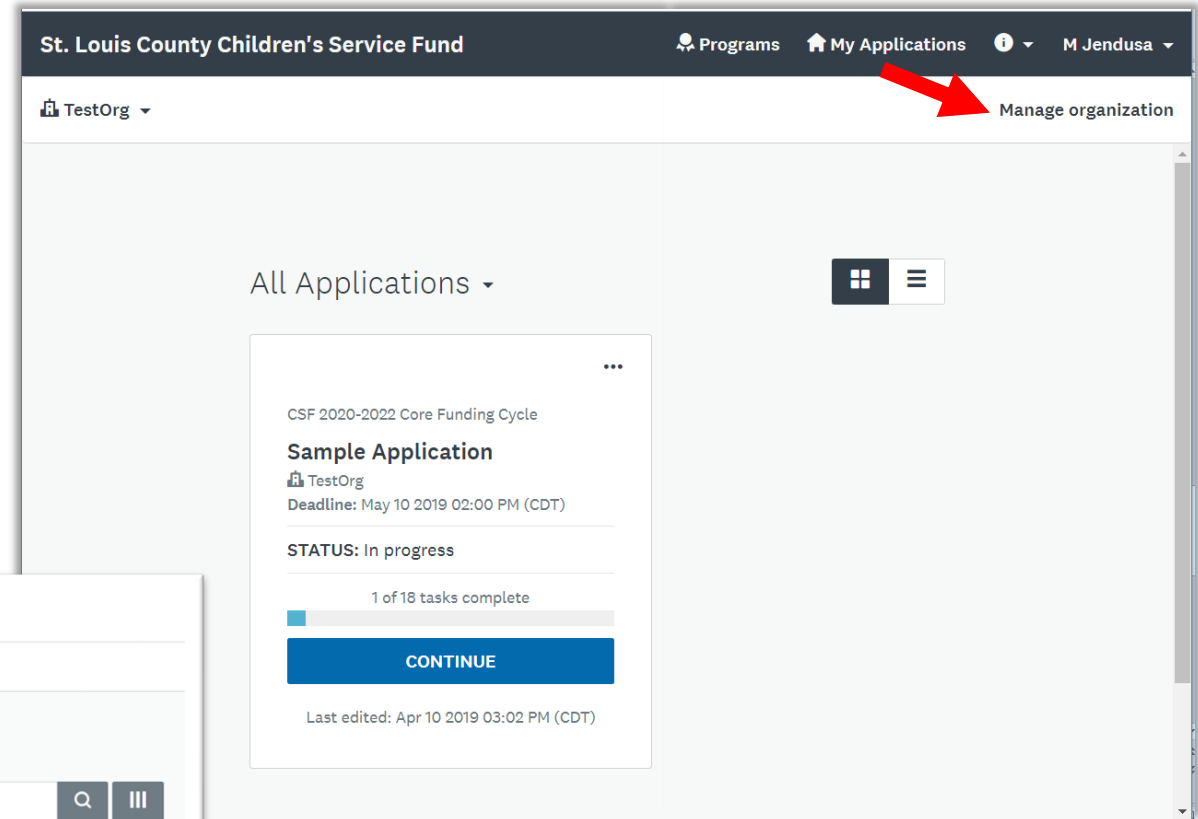 St. Louis County Children's Service Fund Programs My Applications M Jendusa
TestOrg Manage organization
All Applications
CSF 2020-2022 Core Funding Cycle
Sample Application
TestOrg
Deadline: May 10 2019 02:00 PM (CDT)
STATUS: In progress
1 of 18 tasks complete
CONTINUE
Last edited: Apr 10 2019 03:02 PM (CDT)